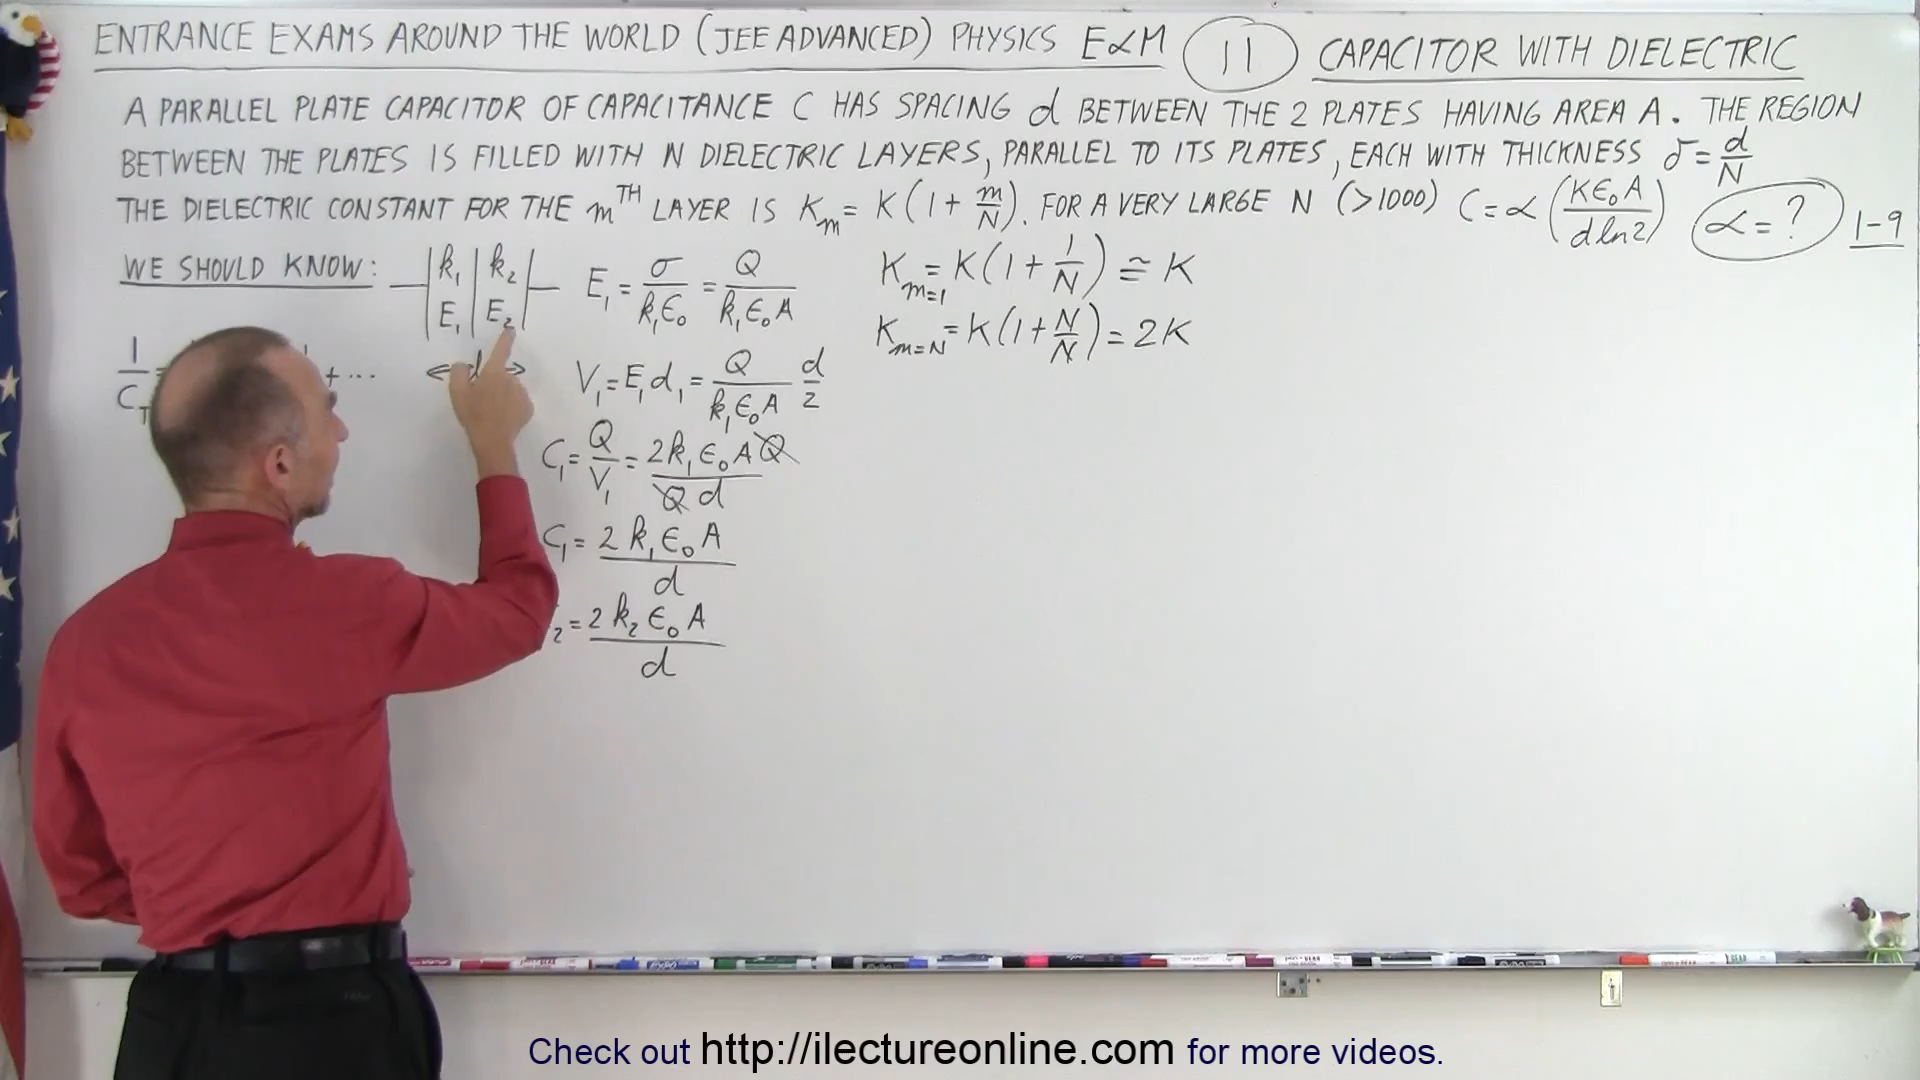 ENTRANCE EXAMS AROUND THE WORLD (JEE ADVANCED) PHYSICS E&M 11 CAPACITOR WITH DIELECTRIC
A PARALLEL PLATE CAPACITOR OF CAPACITANCE C HAS SPACING d BETWEEN THE 2 PLATES HAVING AREA A. THE REGION
BETWEEN THE PLATES IS FILLED WITH N DIELECTRIC LAYERS, PARALLEL TO ITS PLATES, EACH WITH THICKNESS δ = d/N
THE DIELECTRIC CONSTANT FOR THE m^TH LAYER IS K_m = K(1 + m/N). FOR A VERY LARGE N (>1000) C = α (Kε₀A / d ln 2) α = ? 1-9
WE SHOULD KNOW:
k₁ k₂
E₁ E₂
d
1/C_T = + ...
E₁ = σ/(k₁ε₀) = Q/(k₁ε₀A)
V₁ = E₁d₁ = Q/(k₁ε₀A) d/2
C₁ = Q/V₁ = 2k₁ε₀AQ / Qd
C₁ = 2k₁ε₀A / d
₂ = 2k₂ε₀A / d
K_m=1 = K(1 + 1/N) ≅ K
K_m=N = K(1 + N/N) = 2K
Check out http://ilectureonline.com for more videos.